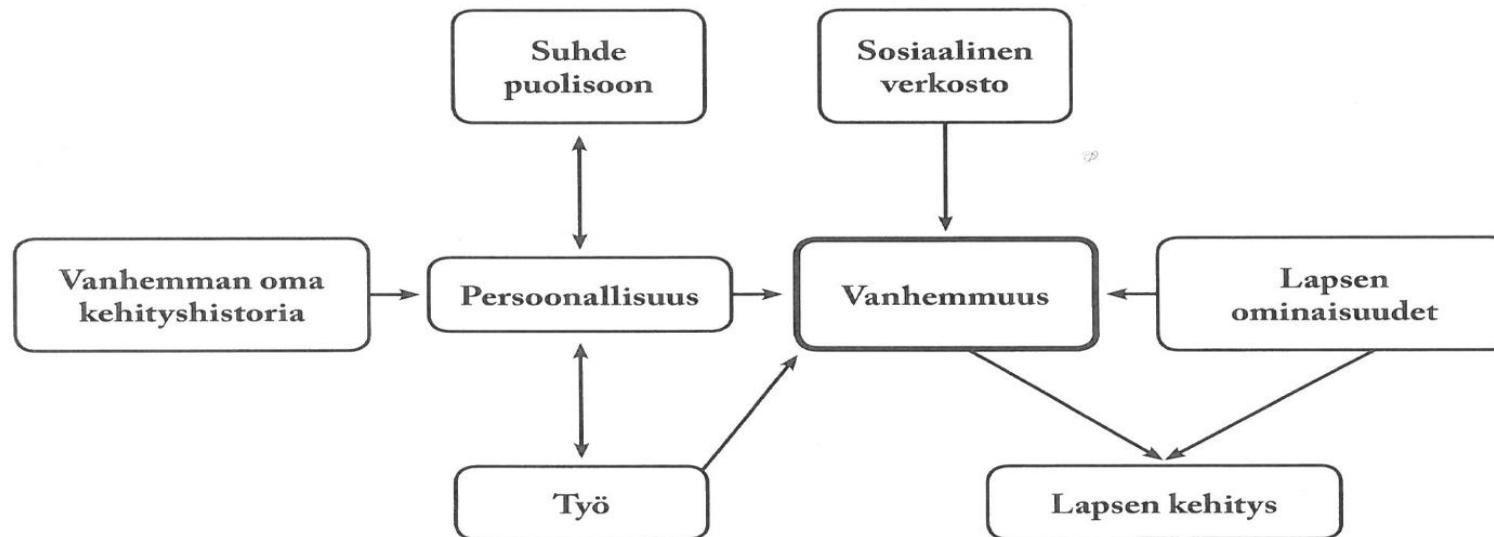 Suhde
puolisoon
Sosiaalinen
verkosto
Vanhemman oma
kehityshistoria
Persoonallisuus
Vanhemmuus
Lapsen
ominaisuudet
Työ
Lapsen kehitys